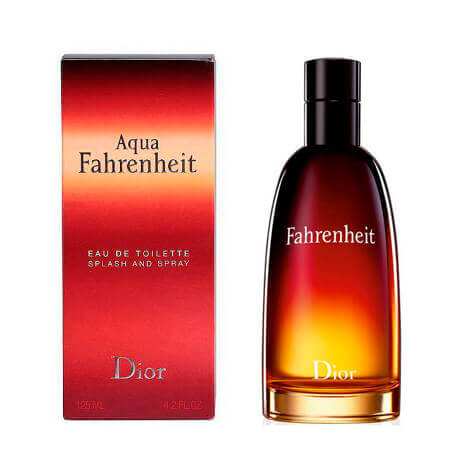 Aqua
Fahrenheit
EAU DE TOILETTE
SPLASH AND SPRAY
Dior
125 ML 4.2 FL.OZ
Fahrenheit
Dior